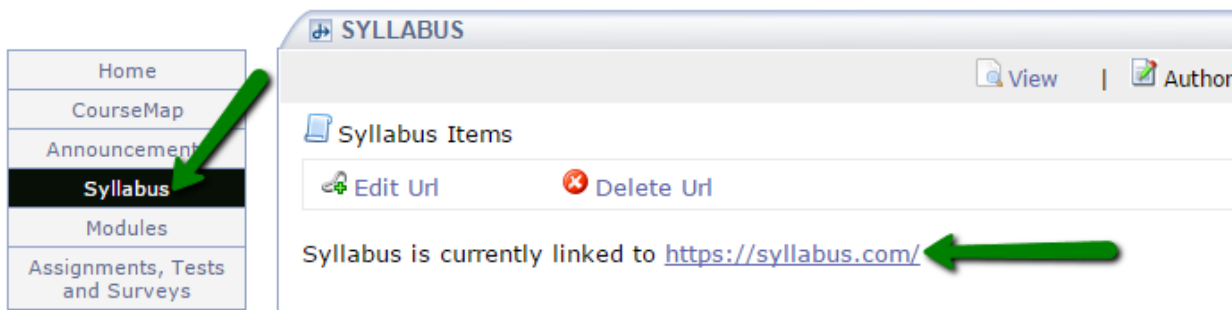 SYLLABUS
Home
CourseMap
Announcement
Syllabus
Modules
Assignments, Tests
and Surveys
View | Author
Syllabus Items
Edit Url Delete Url
Syllabus is currently linked to https://syllabus.com/